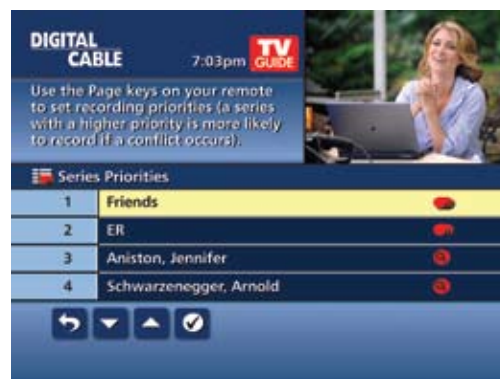 DIGITAL
CABLE
7:03pm
TV
GUIDE
Use the Page keys on your remote
to set recording priorities (a series
with a higher priority is more likely
to record if a conflict occurs).
Series Priorities
1 Friends
2 ER
3 Aniston, Jennifer
4 Schwarzenegger, Arnold